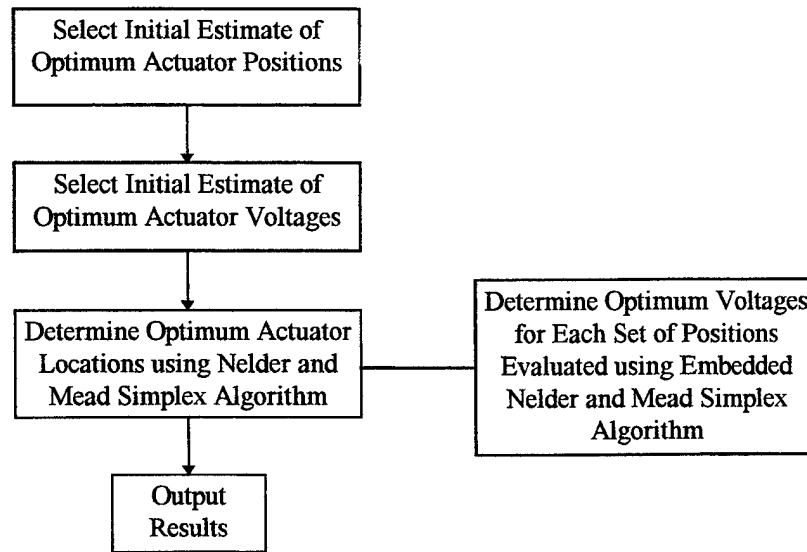 Select Initial Estimate of
Optimum Actuator Positions
Select Initial Estimate of
Optimum Actuator Voltages
Determine Optimum Actuator
Locations using Nelder and
Mead Simplex Algorithm
Determine Optimum Voltages
for Each Set of Positions
Evaluated using Embedded
Nelder and Mead Simplex
Algorithm
Output
Results